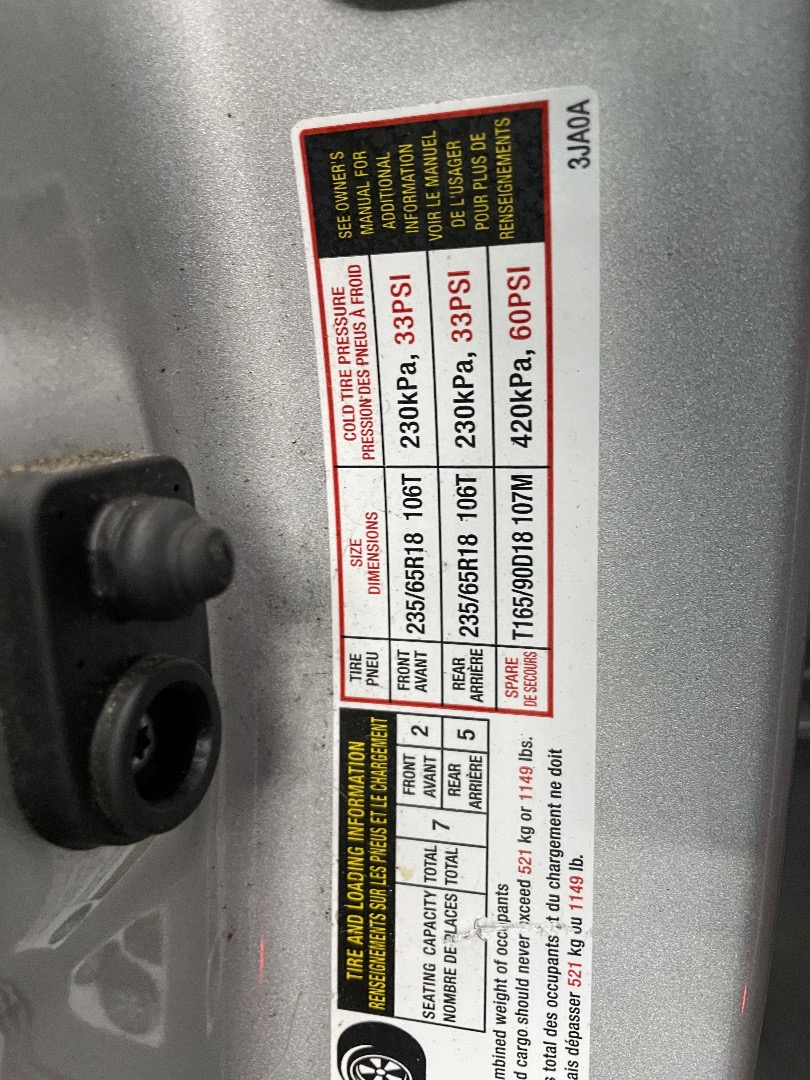 TIRE AND LOADING INFORMATION
RENSEIGNEMENTS SUR LES PNEUS ET LE CHARGEMENT
SEATING CAPACITY
NOMBRE DE PLACES
TOTAL
TOTAL
7
FRONT
AVANT
2
REAR
ARRIÈRE
5
mbined weight of occupants
d cargo should never exceed 521 kg or 1149 lbs.
s total des occupants et du chargement ne doit
ais dépasser 521 kg ou 1149 lb.
TIRE
PNEU
SIZE
DIMENSIONS
COLD TIRE PRESSURE
PRESSION DES PNEUS À FROID
FRONT
AVANT
235/65R18 106T
230kPa, 33PSI
REAR
ARRIÈRE
235/65R18 106T
230kPa, 33PSI
SPARE
DE SECOURS
T165/90D18 107M
420kPa, 60PSI
SEE OWNER'S
MANUAL FOR
ADDITIONAL
INFORMATION
VOIR LE MANUEL
DE L'USAGER
POUR PLUS DE
RENSEIGNEMENTS
3JA0A